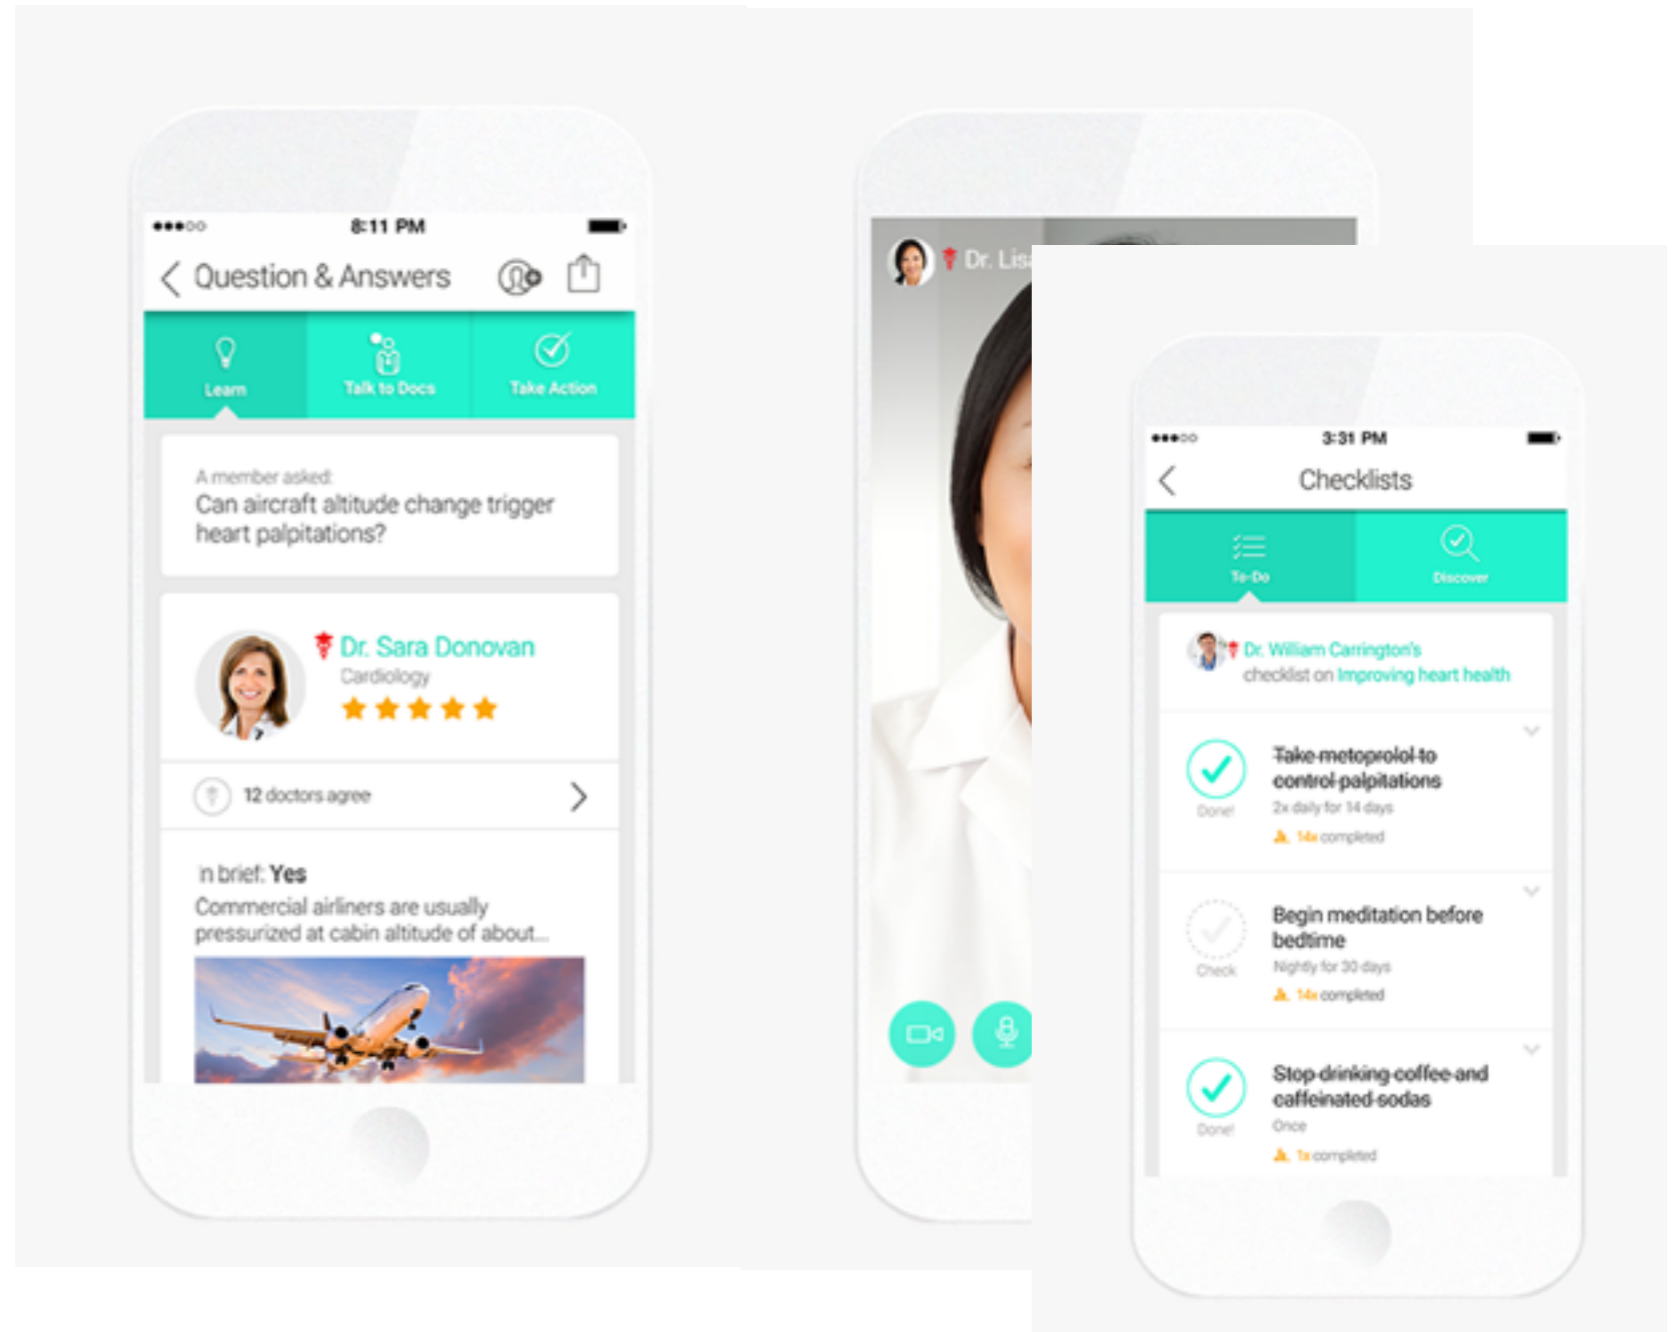 8:11 PM
Question & Answers
Learn
Talk to Docs
Take Action
A member asked:
Can aircraft altitude change trigger
heart palpitations?
Dr. Sara Donovan
Cardiology
12 doctors agree
n brief: Yes
Commercial airliners are usually
pressurized at cabin altitude of about...
Dr. Lisa
3:31 PM
Checklists
To-Do
Discover
Dr. William Carrington's
checklist on Improving heart health
Take metoprolol to
control palpitations
Done!
2x daily for 14 days
14x completed
Begin meditation before
bedtime
Check
Nightly for 30 days
14x completed
Stop drinking coffee and
caffeinated sodas
Done!
Once
1x completed